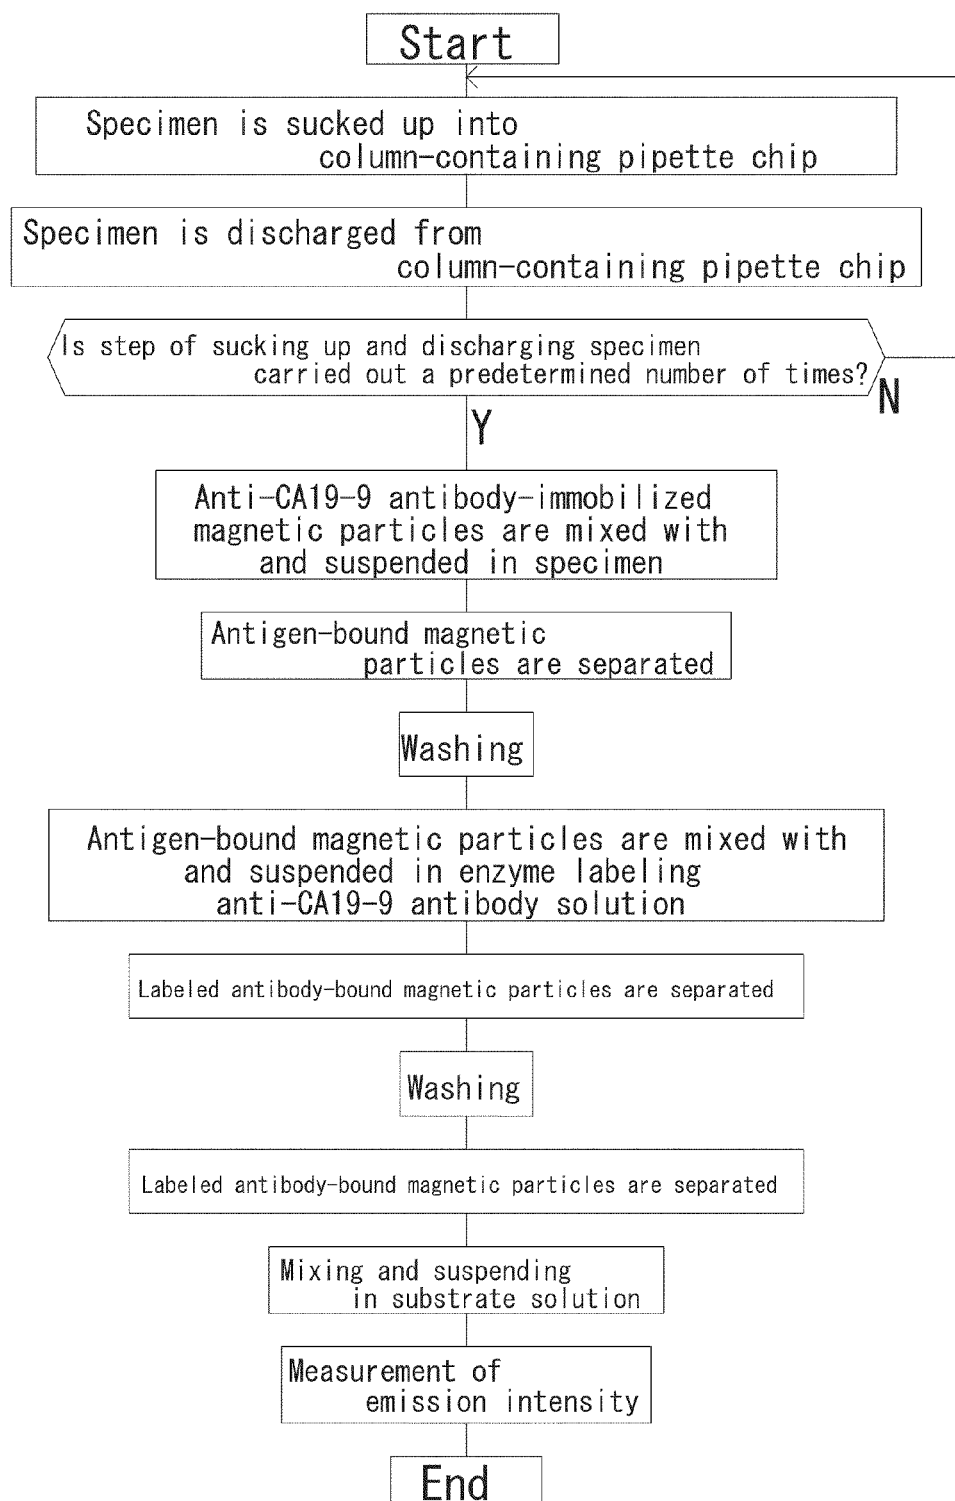 Start
Specimen is sucked up into
column-containing pipette chip
Specimen is discharged from
column-containing pipette chip
Is step of sucking up and discharging specimen
carried out a predetermined number of times?
N
Y
Anti-CA19-9 antibody-immobilized
magnetic particles are mixed with
and suspended in specimen
Antigen-bound magnetic
particles are separated
Washing
Antigen-bound magnetic particles are mixed with
and suspended in enzyme labeling
anti-CA19-9 antibody solution
Labeled antibody-bound magnetic particles are separated
Washing
Labeled antibody-bound magnetic particles are separated
Mixing and suspending
in substrate solution
Measurement of
emission intensity
End